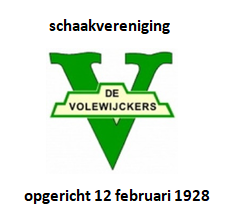 schaakvereniging
DE
VOLEWIJCKERS
opgericht 12 februari 1928